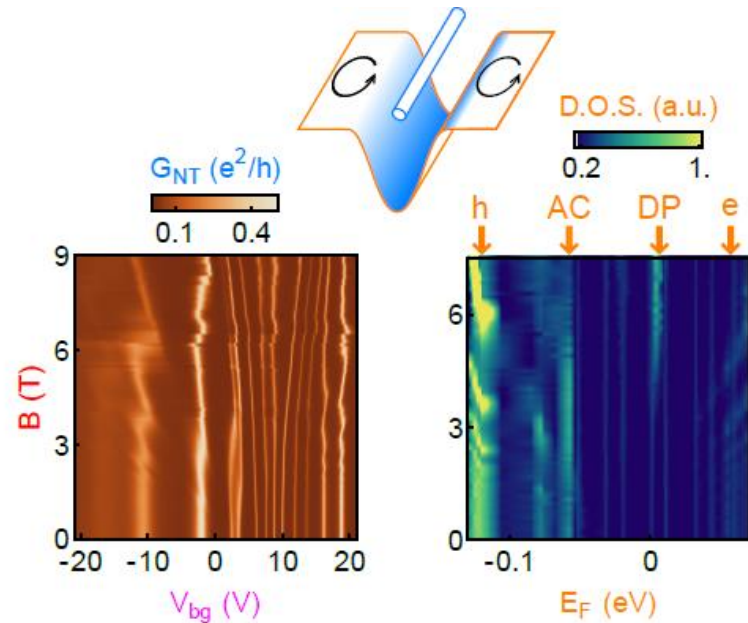 D.O.S. (a.u.)
0.2 1.
G_NT (e²/h)
0.1 0.4
h AC DP e
9
6
3
0
B (T)
-20 -10 0 10 20
V_bg (V)
6
3
0
-0.1 0
E_F (eV)